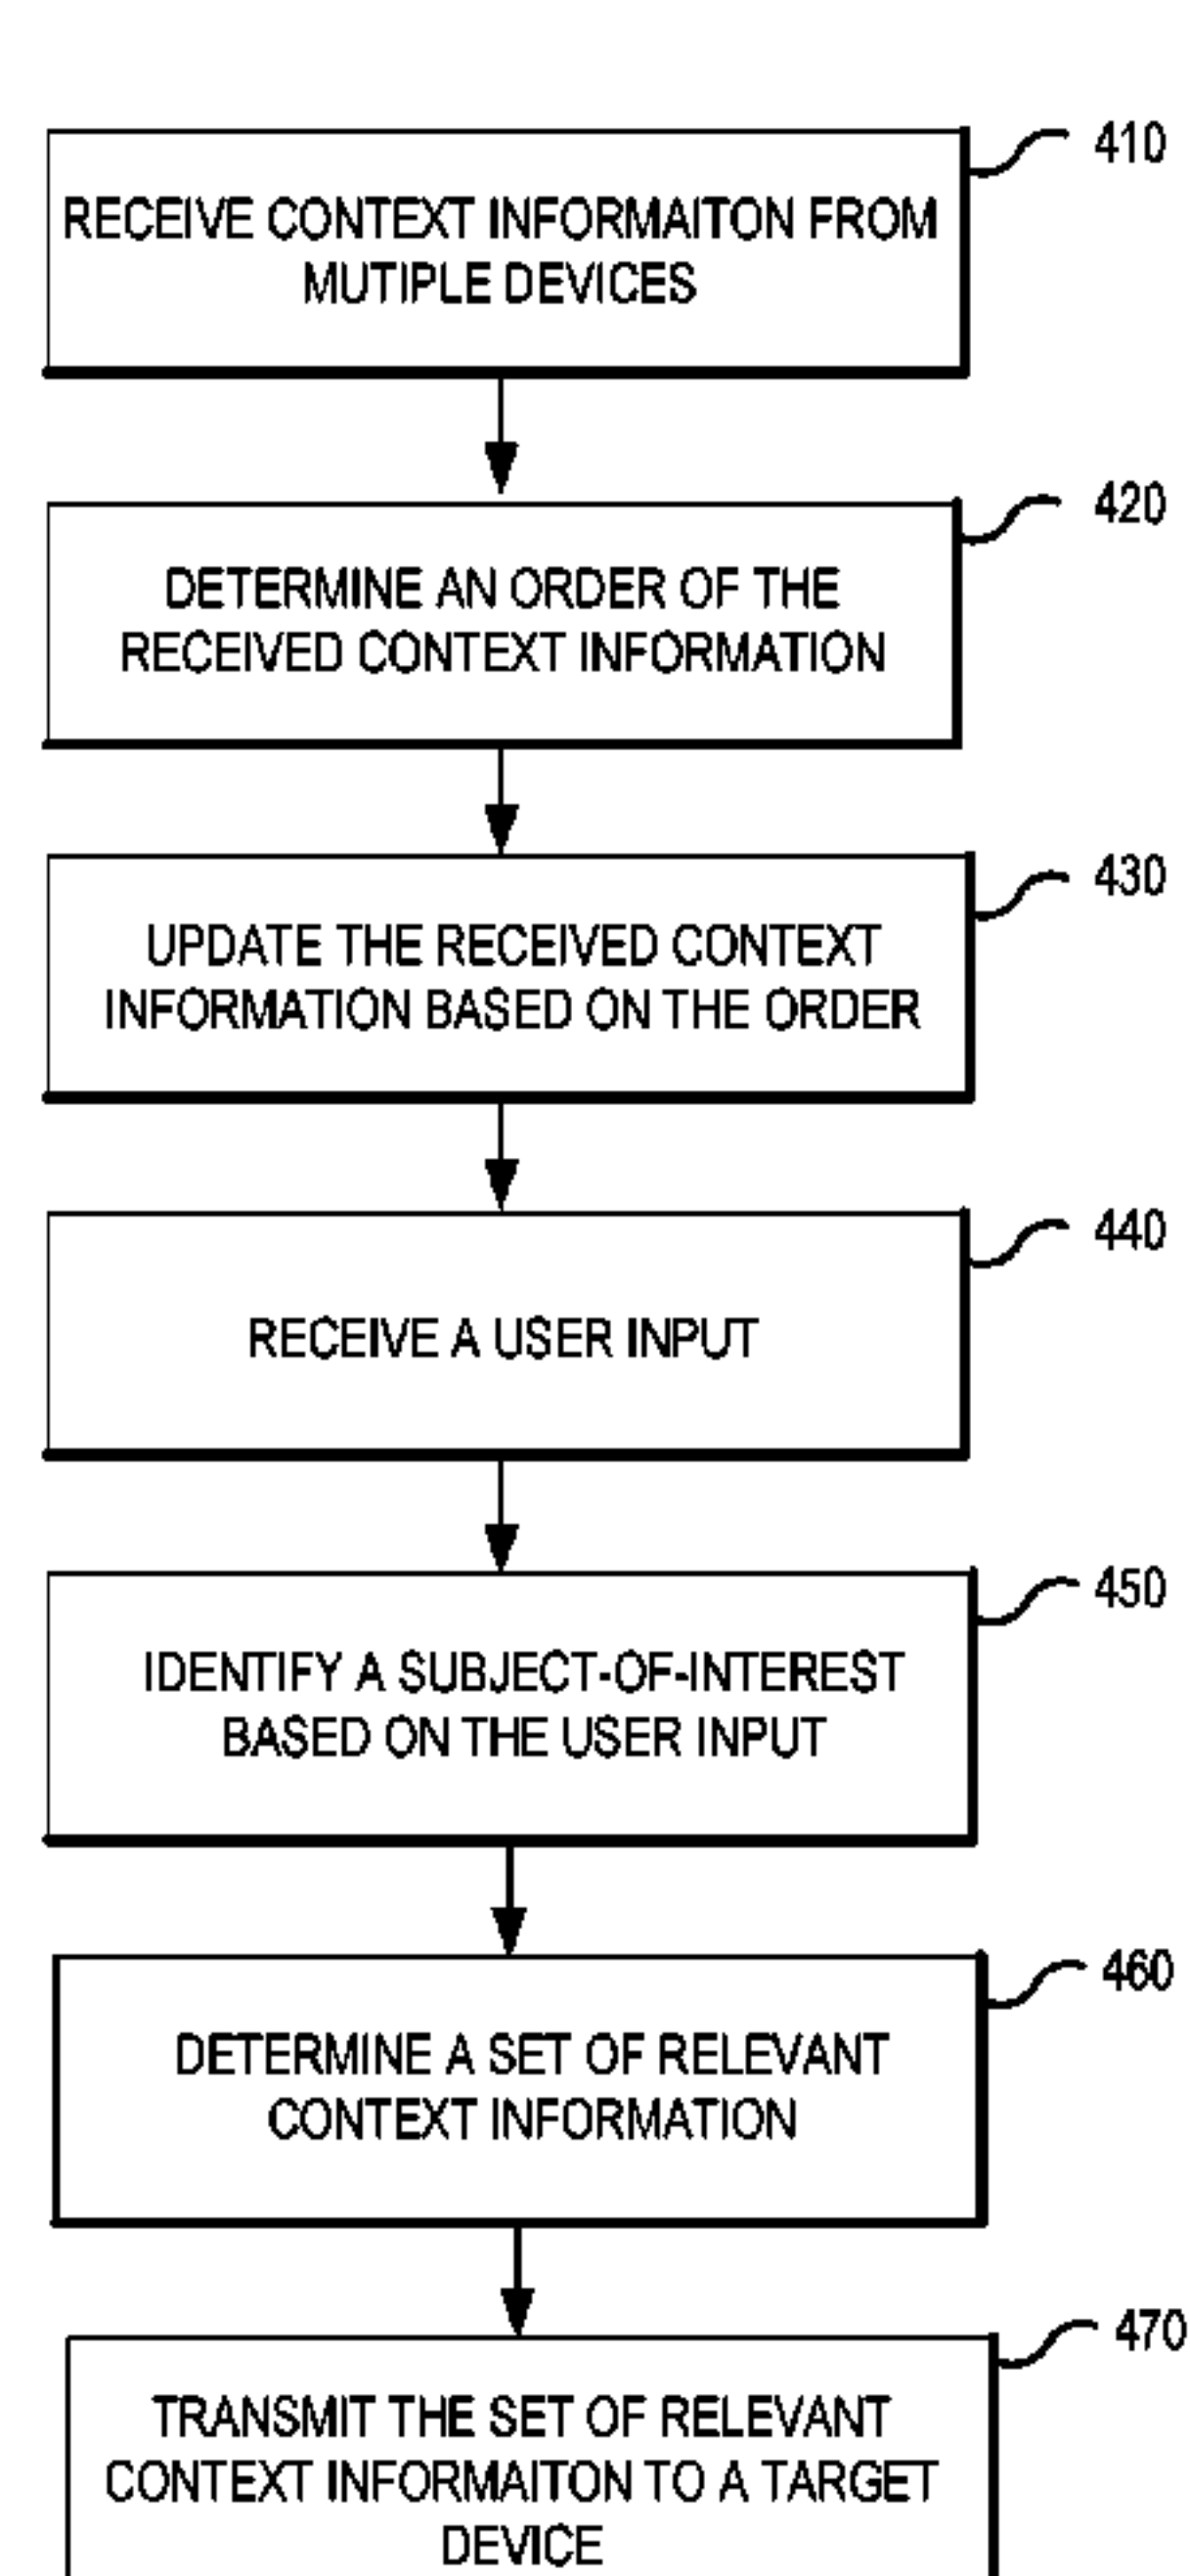 410
RECEIVE CONTEXT INFORMAITON FROM
MUTIPLE DEVICES
420
DETERMINE AN ORDER OF THE
RECEIVED CONTEXT INFORMATION
430
UPDATE THE RECEIVED CONTEXT
INFORMATION BASED ON THE ORDER
440
RECEIVE A USER INPUT
450
IDENTIFY A SUBJECT-OF-INTEREST
BASED ON THE USER INPUT
460
DETERMINE A SET OF RELEVANT
CONTEXT INFORMATION
470
TRANSMIT THE SET OF RELEVANT
CONTEXT INFORMAITON TO A TARGET
DEVICE